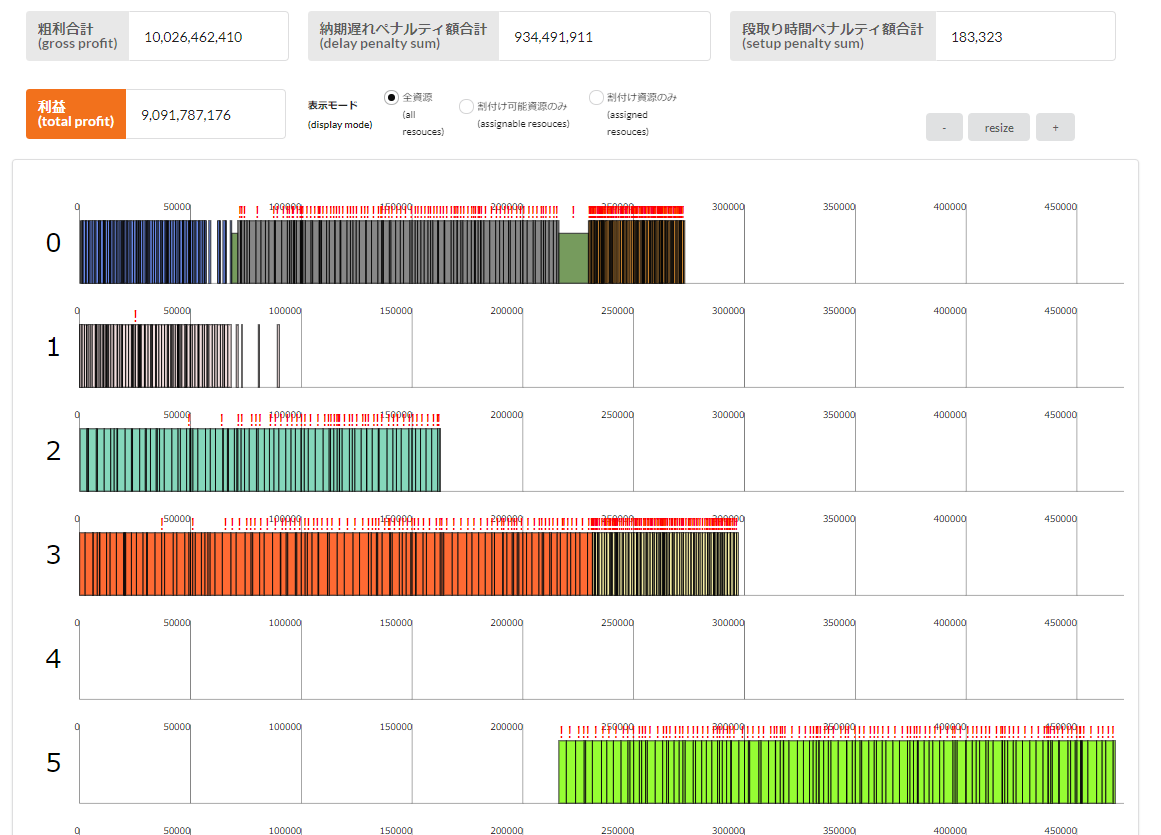 粗利合計
(gross profit)
10,026,462,410
納期遅れペナルティ額合計
(delay penalty sum)
934,491,911
段取り時間ペナルティ額合計
(setup penalty sum)
183,323
利益
(total profit)
9,091,787,176
表示モード
(display mode)
全資源
(all
resouces)
割付け可能資源のみ
(assignable resouces)
割付け資源のみ
(assigned
resouces)
-
resize
+
0 50000 100000 150000 200000 250000 300000 350000 400000 450000
0
0 50000 100000 150000 200000 250000 300000 350000 400000 450000
1
0 50000 100000 150000 200000 250000 300000 350000 400000 450000
2
0 50000 100000 150000 200000 250000 300000 350000 400000 450000
3
0 50000 100000 150000 200000 250000 300000 350000 400000 450000
4
0 50000 100000 150000 200000 250000 300000 350000 400000 450000
5
0 50000 100000 150000 200000 250000 300000 350000 400000 450000